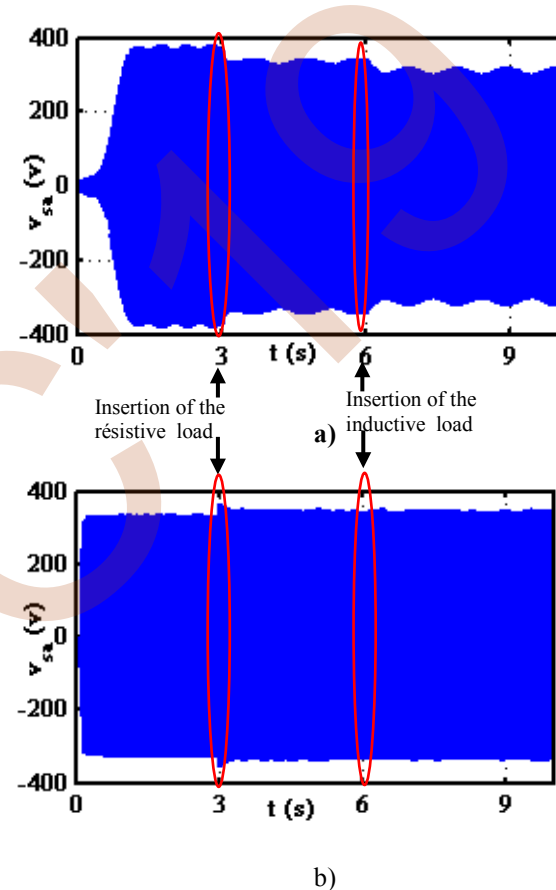 400
200
0
-200
-400
v_sa (v)
0 3 6 9
t (s)
Insertion of the
résistive load
a)
Insertion of the
inductive load
400
200
0
-200
-400
v_sa (v)
0 3 6 9
t (s)
b)